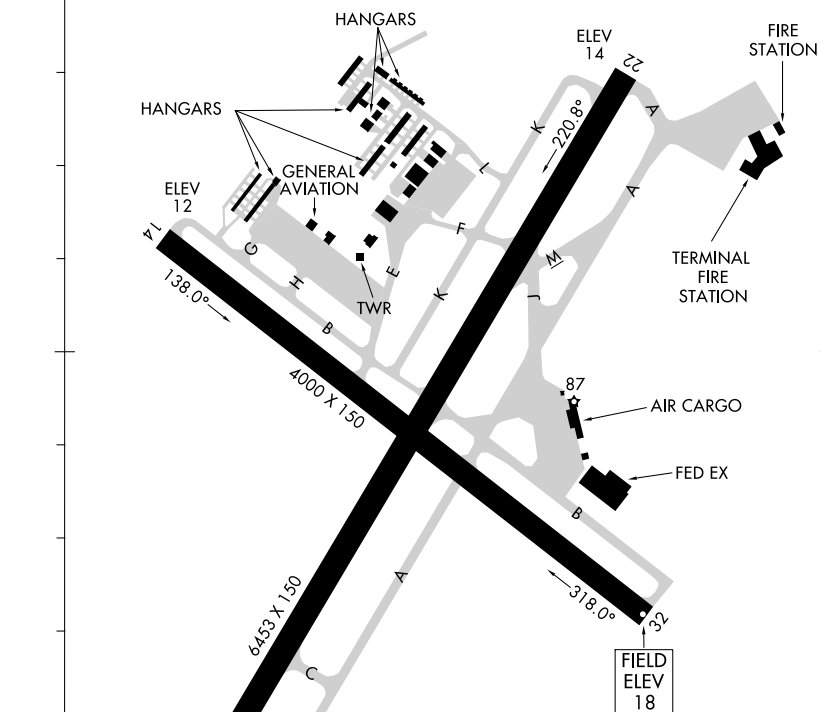 HANGARS
ELEV
14
22
FIRE
STATION
A
K
220.8°
HANGARS
L
GENERAL
AVIATION
A
ELEV
12
14
F
G
M
E
TERMINAL
FIRE
STATION
138.0°
H
K
J
TWR
B
87
4000 X 150
AIR CARGO
FED EX
B
A
318.0°
6453 X 150
32
C
FIELD
ELEV
18